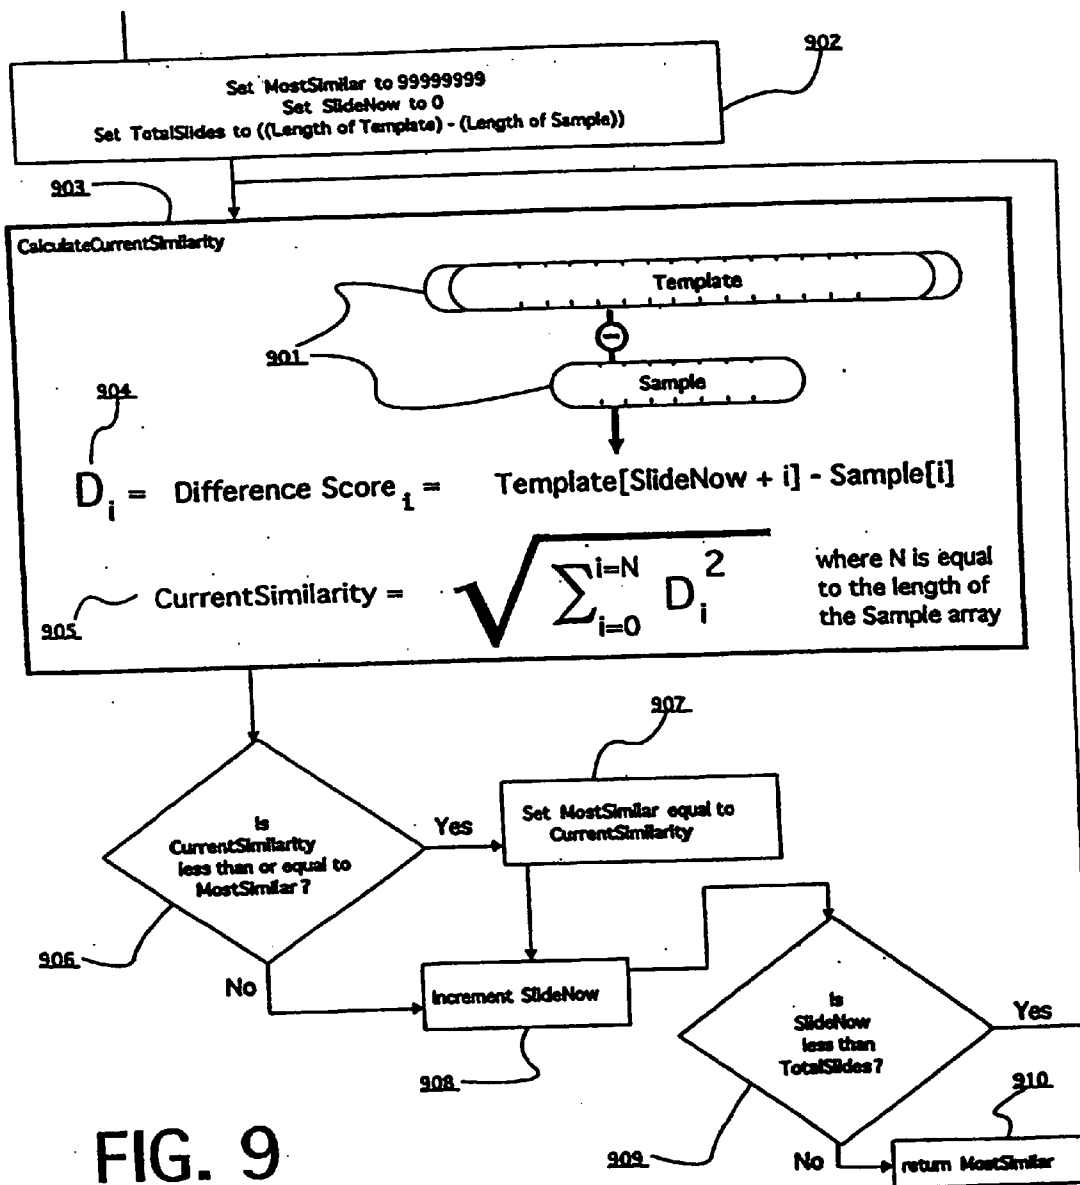 902
Set MostSimilar to 99999999
Set SlideNow to 0
Set TotalSlides to ((Length of Template) - (Length of Sample))
903
CalculateCurrentSimilarity
Template
−
901
Sample
904
D_i = Difference Score_i = Template[SlideNow + i] - Sample[i]
CurrentSimilarity = √ ∑_{i=0}^{i=N} D_i^2
where N is equal
to the length of
the Sample array
905
907
Set MostSimilar equal to
CurrentSimilarity
Is
CurrentSimilarity
less than or equal to
MostSimilar ?
Yes
906
No
Increment SlideNow
908
Is
SlideNow
less than
TotalSlides ?
Yes
910
909
No
return MostSimilar
FIG. 9